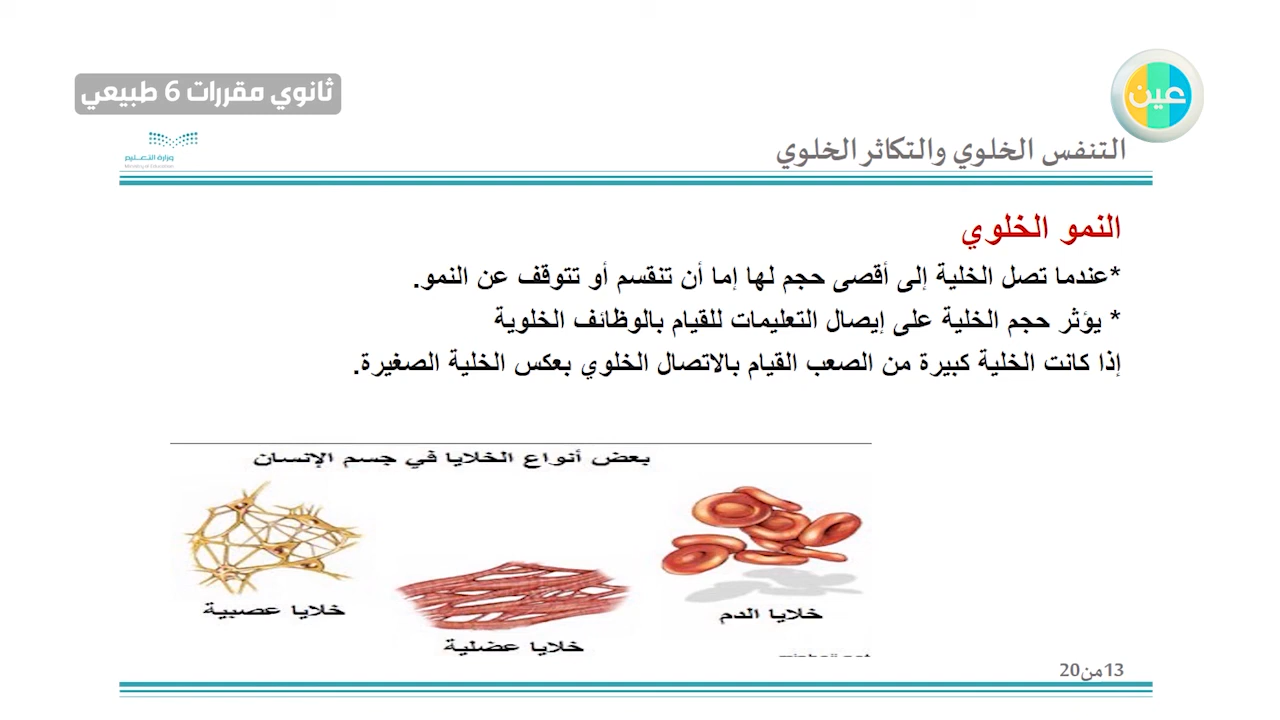 ثانوي مقررات 6 طبيعي
عين
وزارة التعليم
Ministry of Education
التنفس الخلوي والتكاثر الخلوي
النمو الخلوي
*عندما تصل الخلية إلى أقصى حجم لها إما أن تنقسم أو تتوقف عن النمو.
* يؤثر حجم الخلية على إيصال التعليمات للقيام بالوظائف الخلوية
إذا كانت الخلية كبيرة من الصعب القيام بالاتصال الخلوي بعكس الخلية الصغيرة.
بعض أنواع الخلايا في جسم الإنسان
خلايا الدم
خلايا عضلية
خلايا عصبية
13من20